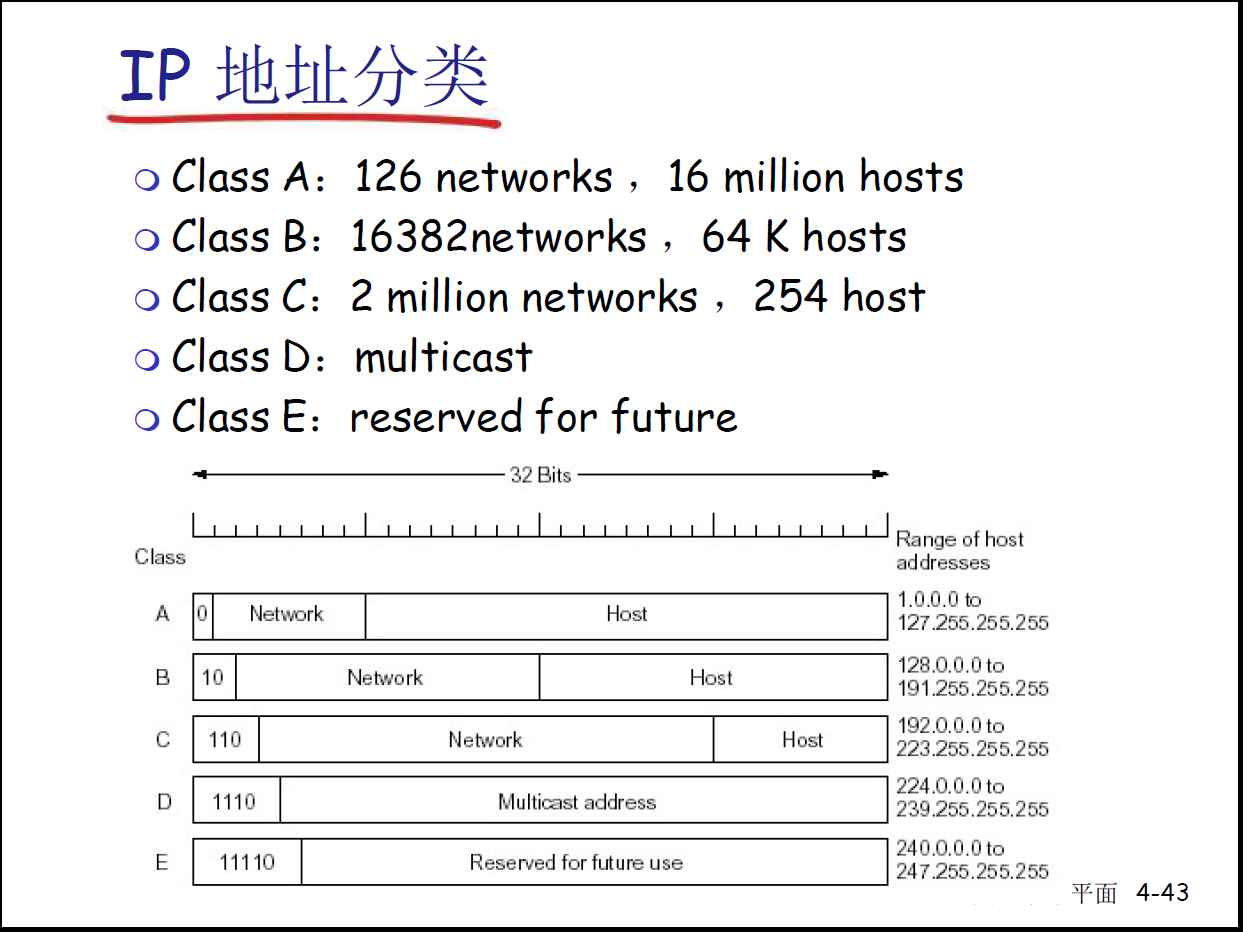 IP 地址分类
Class A：126 networks ，16 million hosts
Class B：16382networks ，64 K hosts
Class C：2 million networks ，254 host
Class D：multicast
Class E：reserved for future
32 Bits
Class
Range of host
addresses
A 0 Network Host 1.0.0.0 to
127.255.255.255
B 10 Network Host 128.0.0.0 to
191.255.255.255
C 110 Network Host 192.0.0.0 to
223.255.255.255
D 1110 Multicast address 224.0.0.0 to
239.255.255.255
E 11110 Reserved for future use 240.0.0.0 to
247.255.255.255
平面 4-43